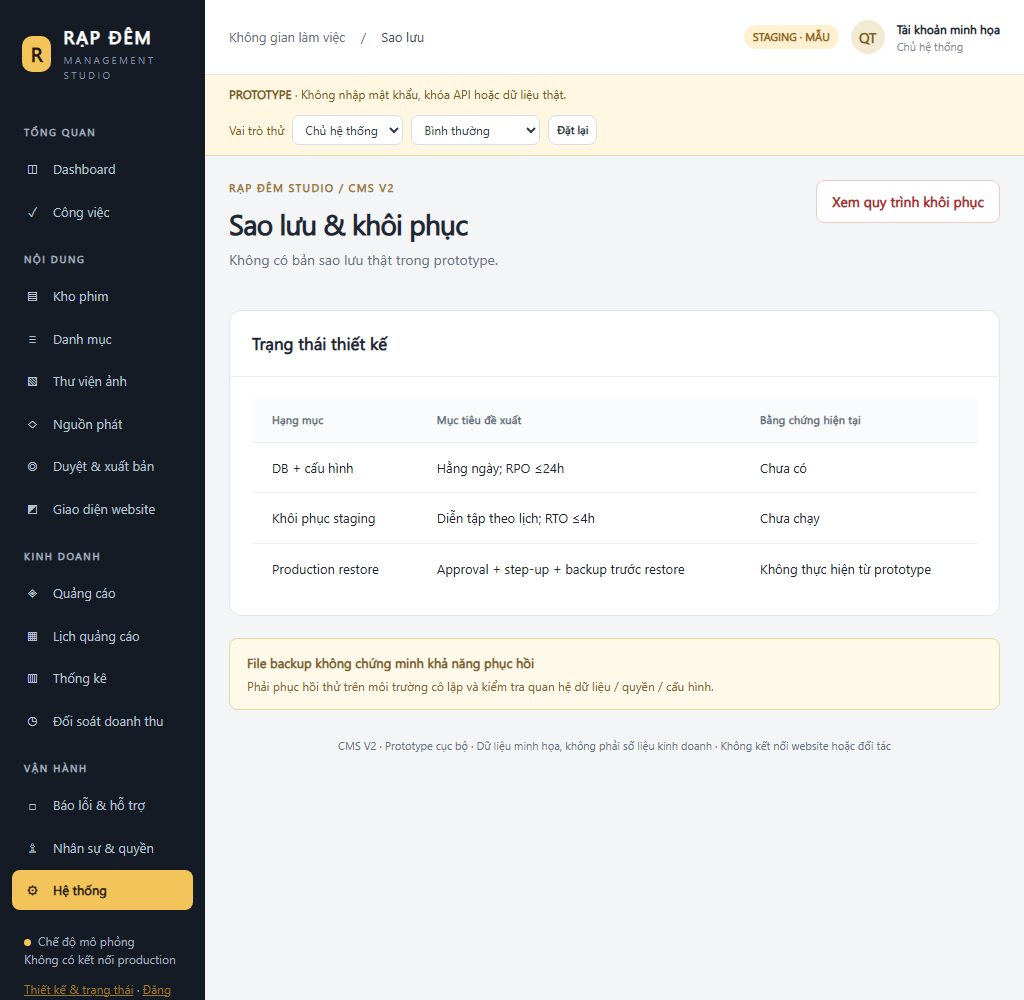 R
RẠP ĐÊM
MANAGEMENT
STUDIO
TỔNG QUAN
Dashboard
Công việc
NỘI DUNG
Kho phim
Danh mục
Thư viện ảnh
Nguồn phát
Duyệt & xuất bản
Giao diện website
KINH DOANH
Quảng cáo
Lịch quảng cáo
Thống kê
Đối soát doanh thu
VẬN HÀNH
Báo lỗi & hỗ trợ
Nhân sự & quyền
Hệ thống
Chế độ mô phỏng
Không có kết nối production
Thiết kế & trạng thái · Đăng
Không gian làm việc / Sao lưu
STAGING · MẪU
QT
Tài khoản minh họa
Chủ hệ thống
PROTOTYPE · Không nhập mật khẩu, khóa API hoặc dữ liệu thật.
Vai trò thử Chủ hệ thống Bình thường Đặt lại
RẠP ĐÊM STUDIO / CMS V2
Sao lưu & khôi phục
Không có bản sao lưu thật trong prototype.
Xem quy trình khôi phục
Trạng thái thiết kế
Hạng mục Mục tiêu đề xuất Bằng chứng hiện tại
DB + cấu hình Hằng ngày; RPO ≤24h Chưa có
Khôi phục staging Diễn tập theo lịch; RTO ≤4h Chưa chạy
Production restore Approval + step-up + backup trước restore Không thực hiện từ prototype
File backup không chứng minh khả năng phục hồi
Phải phục hồi thử trên môi trường cô lập và kiểm tra quan hệ dữ liệu / quyền / cấu hình.
CMS V2 · Prototype cục bộ · Dữ liệu minh họa, không phải số liệu kinh doanh · Không kết nối website hoặc đối tác